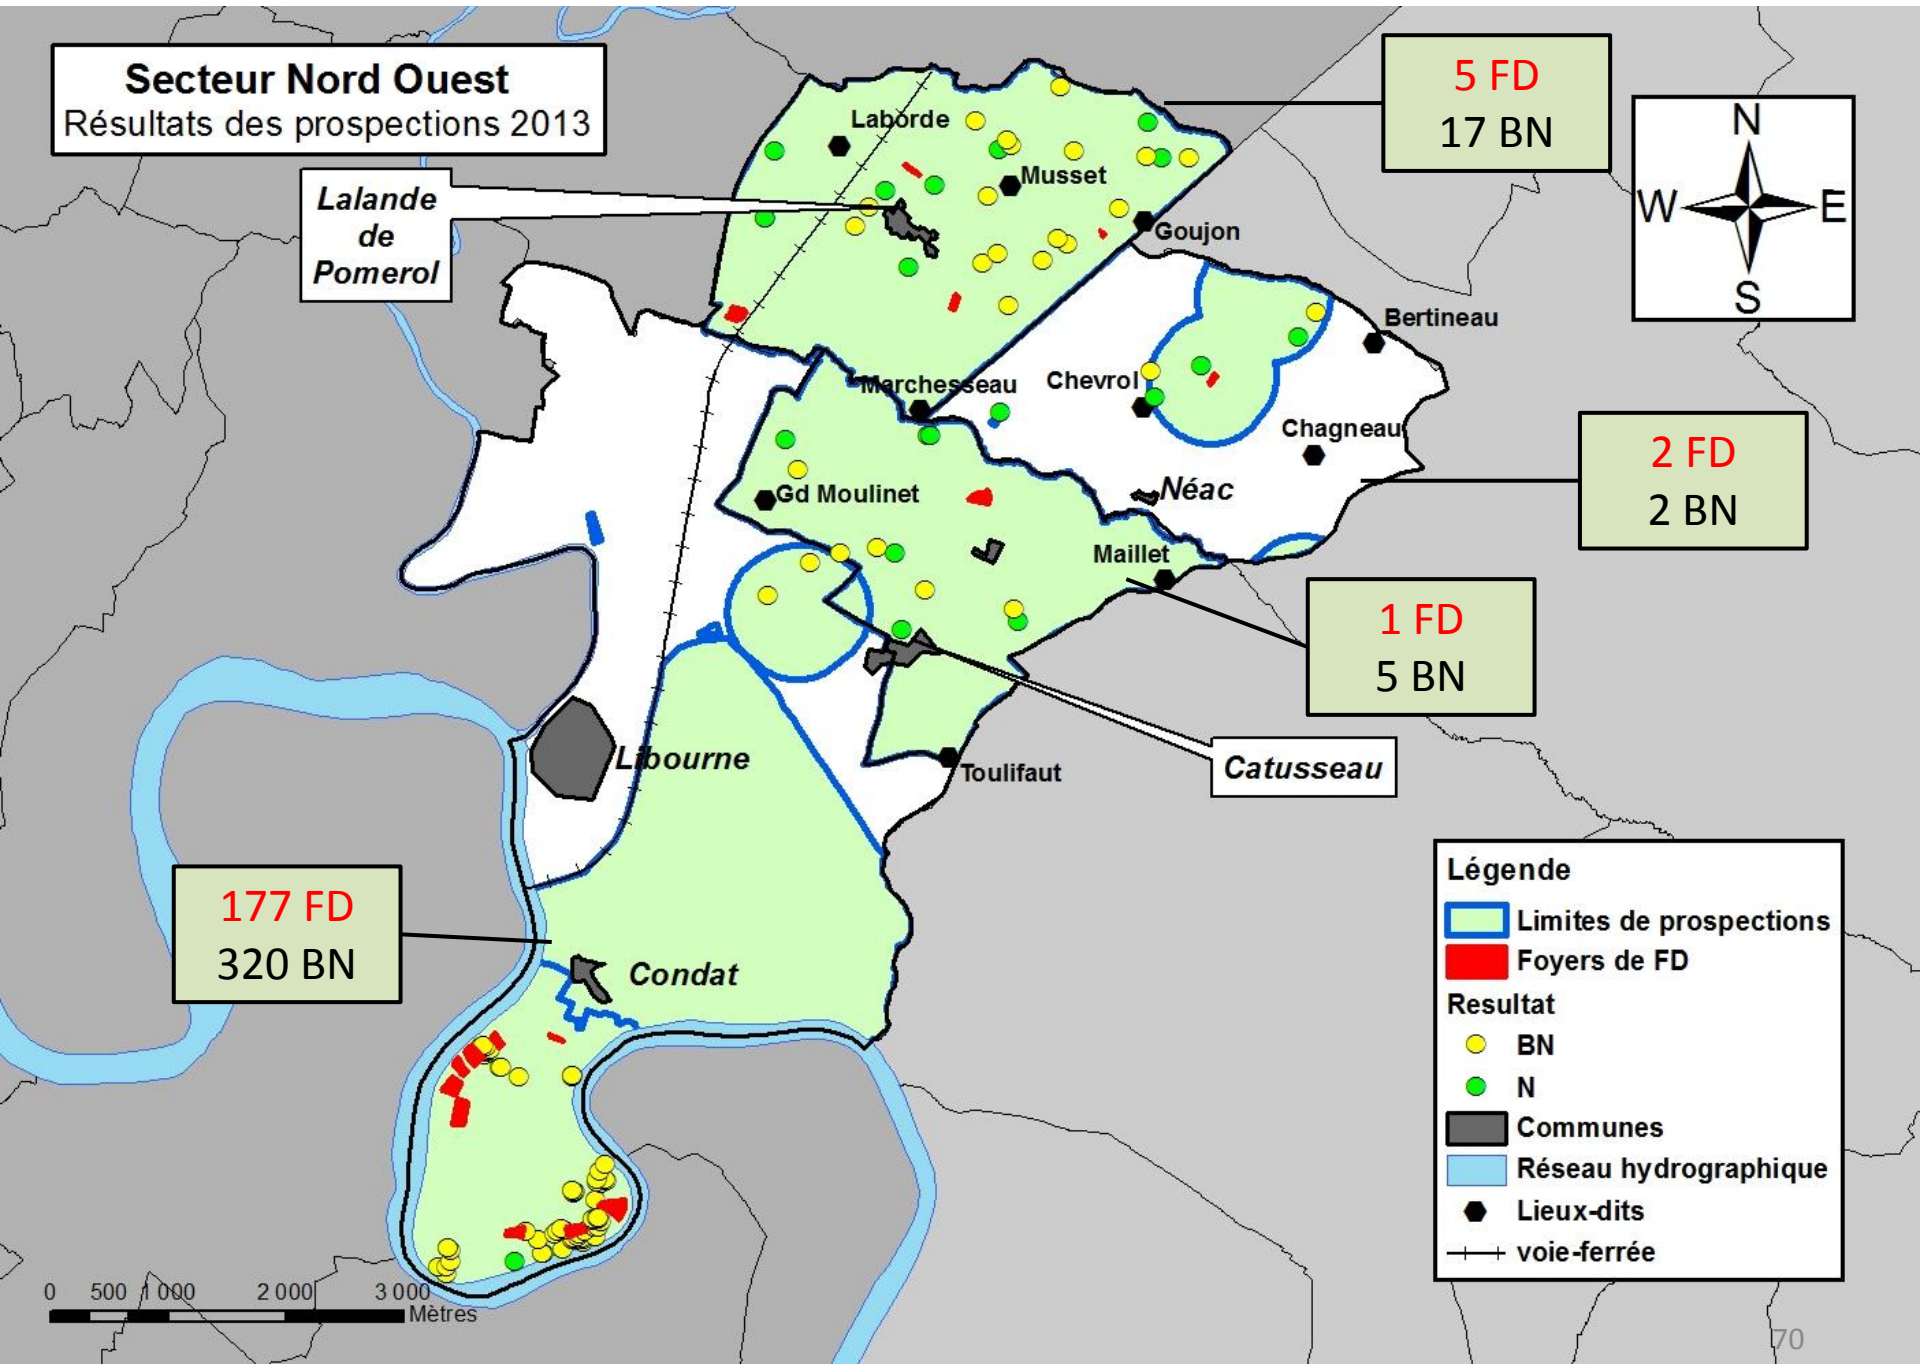 Secteur Nord Ouest
Résultats des prospections 2013
5 FD
17 BN
N
W
E
S
Lalande
de
Pomerol
Laborde
Musset
Goujon
Bertineau
Marchesseau
Chevrol
Chagneau
2 FD
2 BN
Gd Moulinet
Néac
Maillet
1 FD
5 BN
Libourne
Toulifaut
Catusseau
177 FD
320 BN
Condat
Légende
Limites de prospections
Foyers de FD
Resultat
BN
N
Communes
Réseau hydrographique
Lieux-dits
voie-ferrée
0 500 1 000 2 000 3 000
Mètres
70